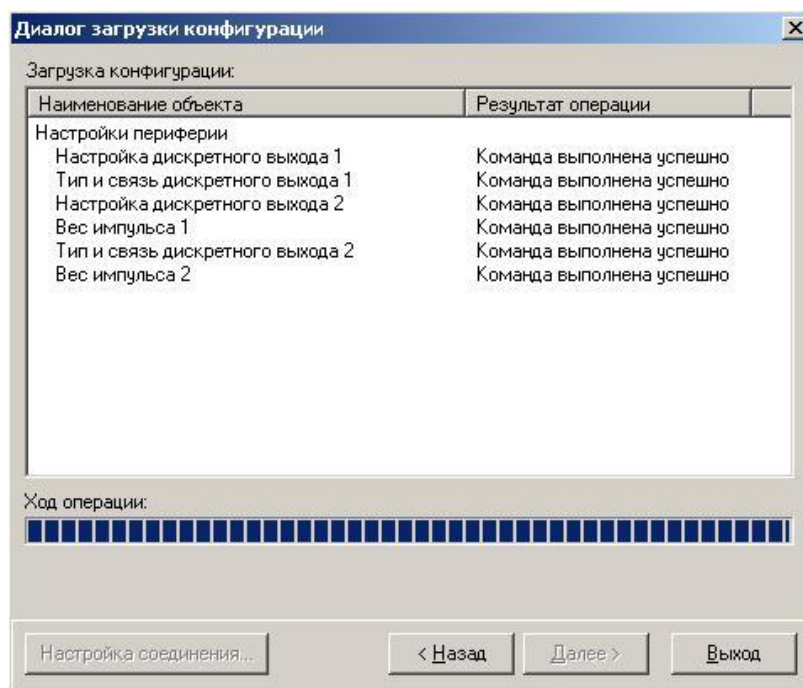 Диалог загрузки конфигурации
Загрузка конфигурации:
Наименование объекта Результат операции
Настройки периферии
Настройка дискретного выхода 1 Команда выполнена успешно
Тип и связь дискретного выхода 1 Команда выполнена успешно
Настройка дискретного выхода 2 Команда выполнена успешно
Вес импульса 1 Команда выполнена успешно
Тип и связь дискретного выхода 2 Команда выполнена успешно
Вес импульса 2 Команда выполнена успешно
Ход операции:
Настройка соединения... < Назад Далее > Выход